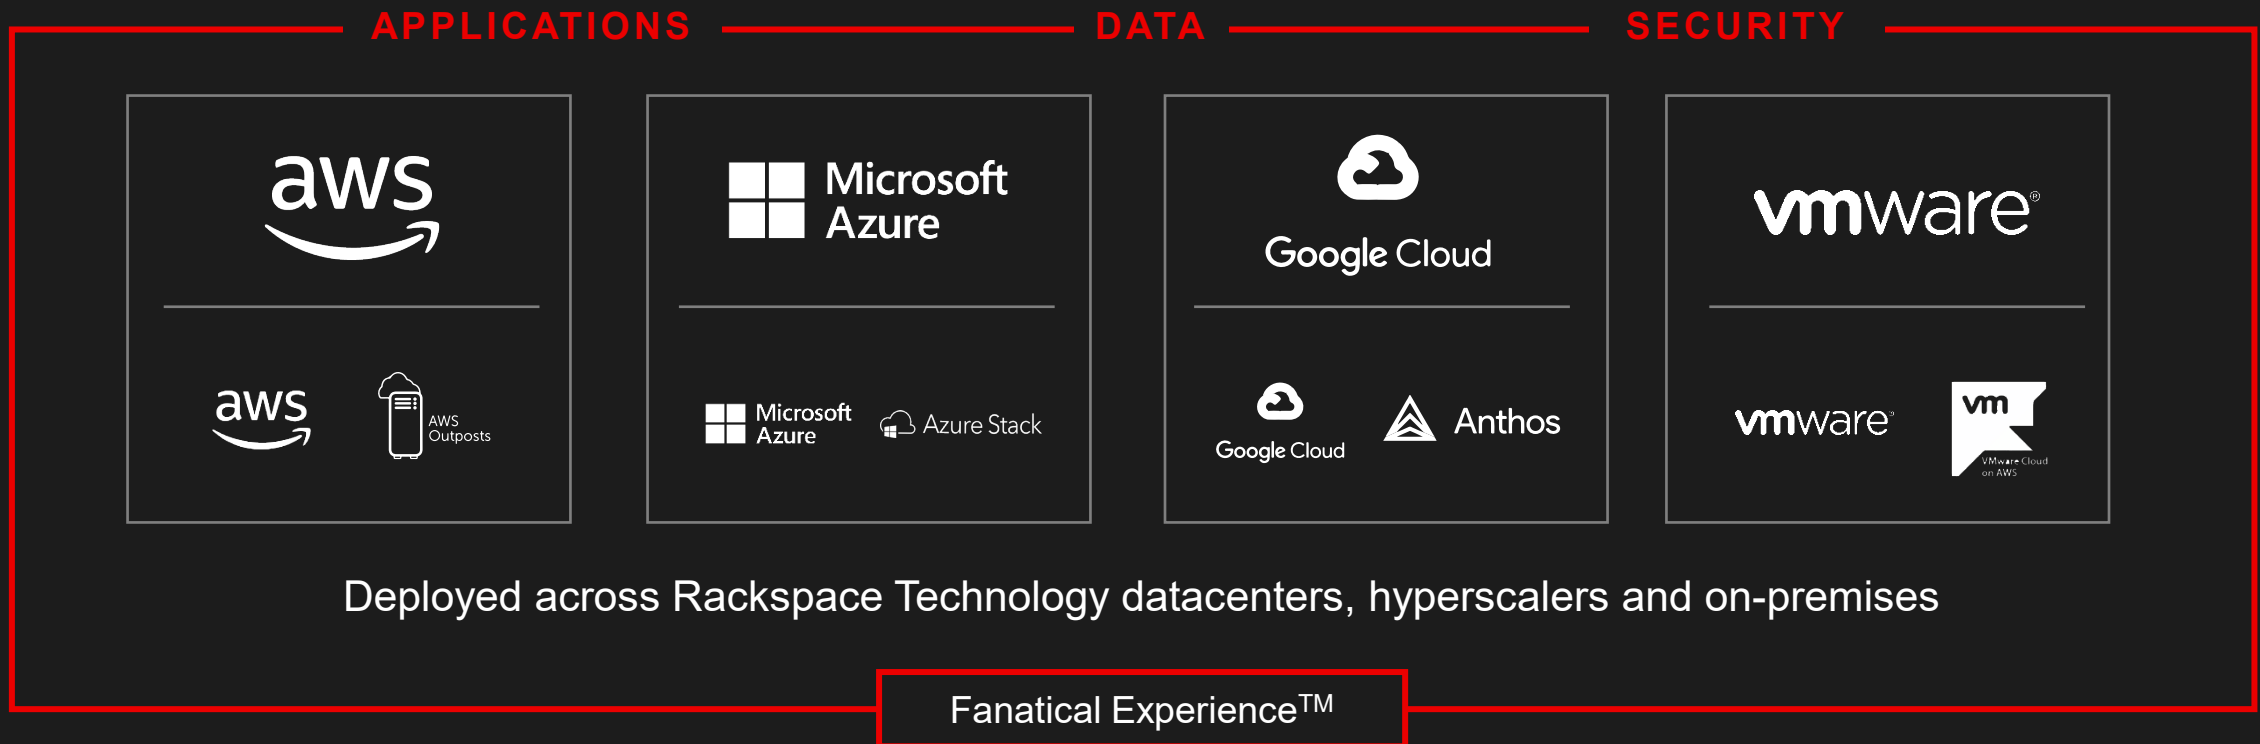 APPLICATIONS DATA SECURITY
aws
Microsoft
Azure
Google Cloud
vmware®
aws
AWS
Outposts
Microsoft
Azure
Azure Stack
Google Cloud
Anthos
vmware®
vm
VMware Cloud
on AWS
Deployed across Rackspace Technology datacenters, hyperscalers and on-premises
Fanatical Experience™